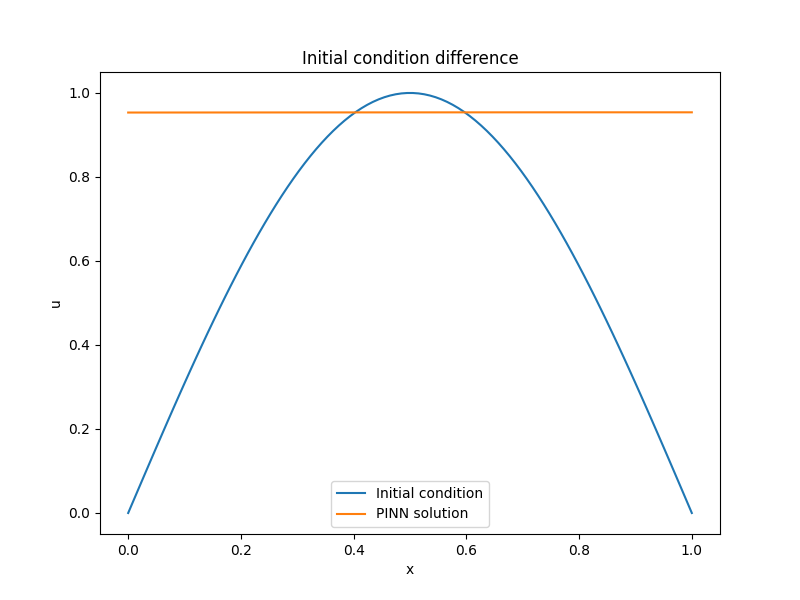 Initial condition difference
1.0
0.8
0.6
0.4
0.2
0.0
u
Initial condition
PINN solution
0.0 0.2 0.4 0.6 0.8 1.0
x